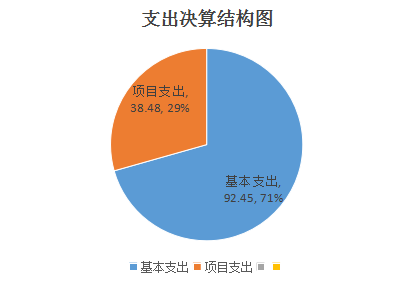 支出决算结构图
项目支出,
38.48, 29%
基本支出,
92.45, 71%
基本支出 项目支出